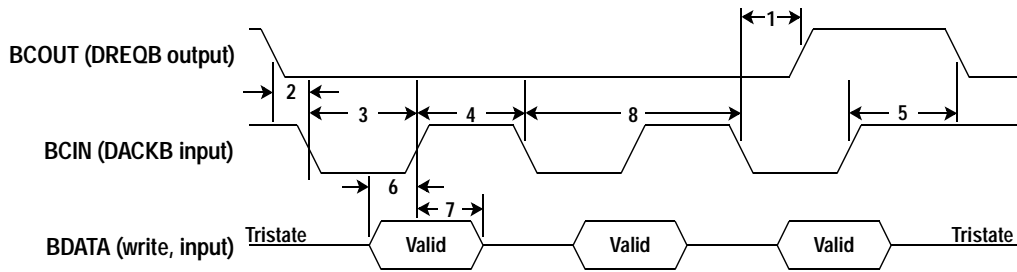 1
BCOUT (DREQB output)
2
3
4
8
5
BCIN (DACKB input)
6
7
BDATA (write, input)
Tristate
Valid
Valid
Valid
Tristate